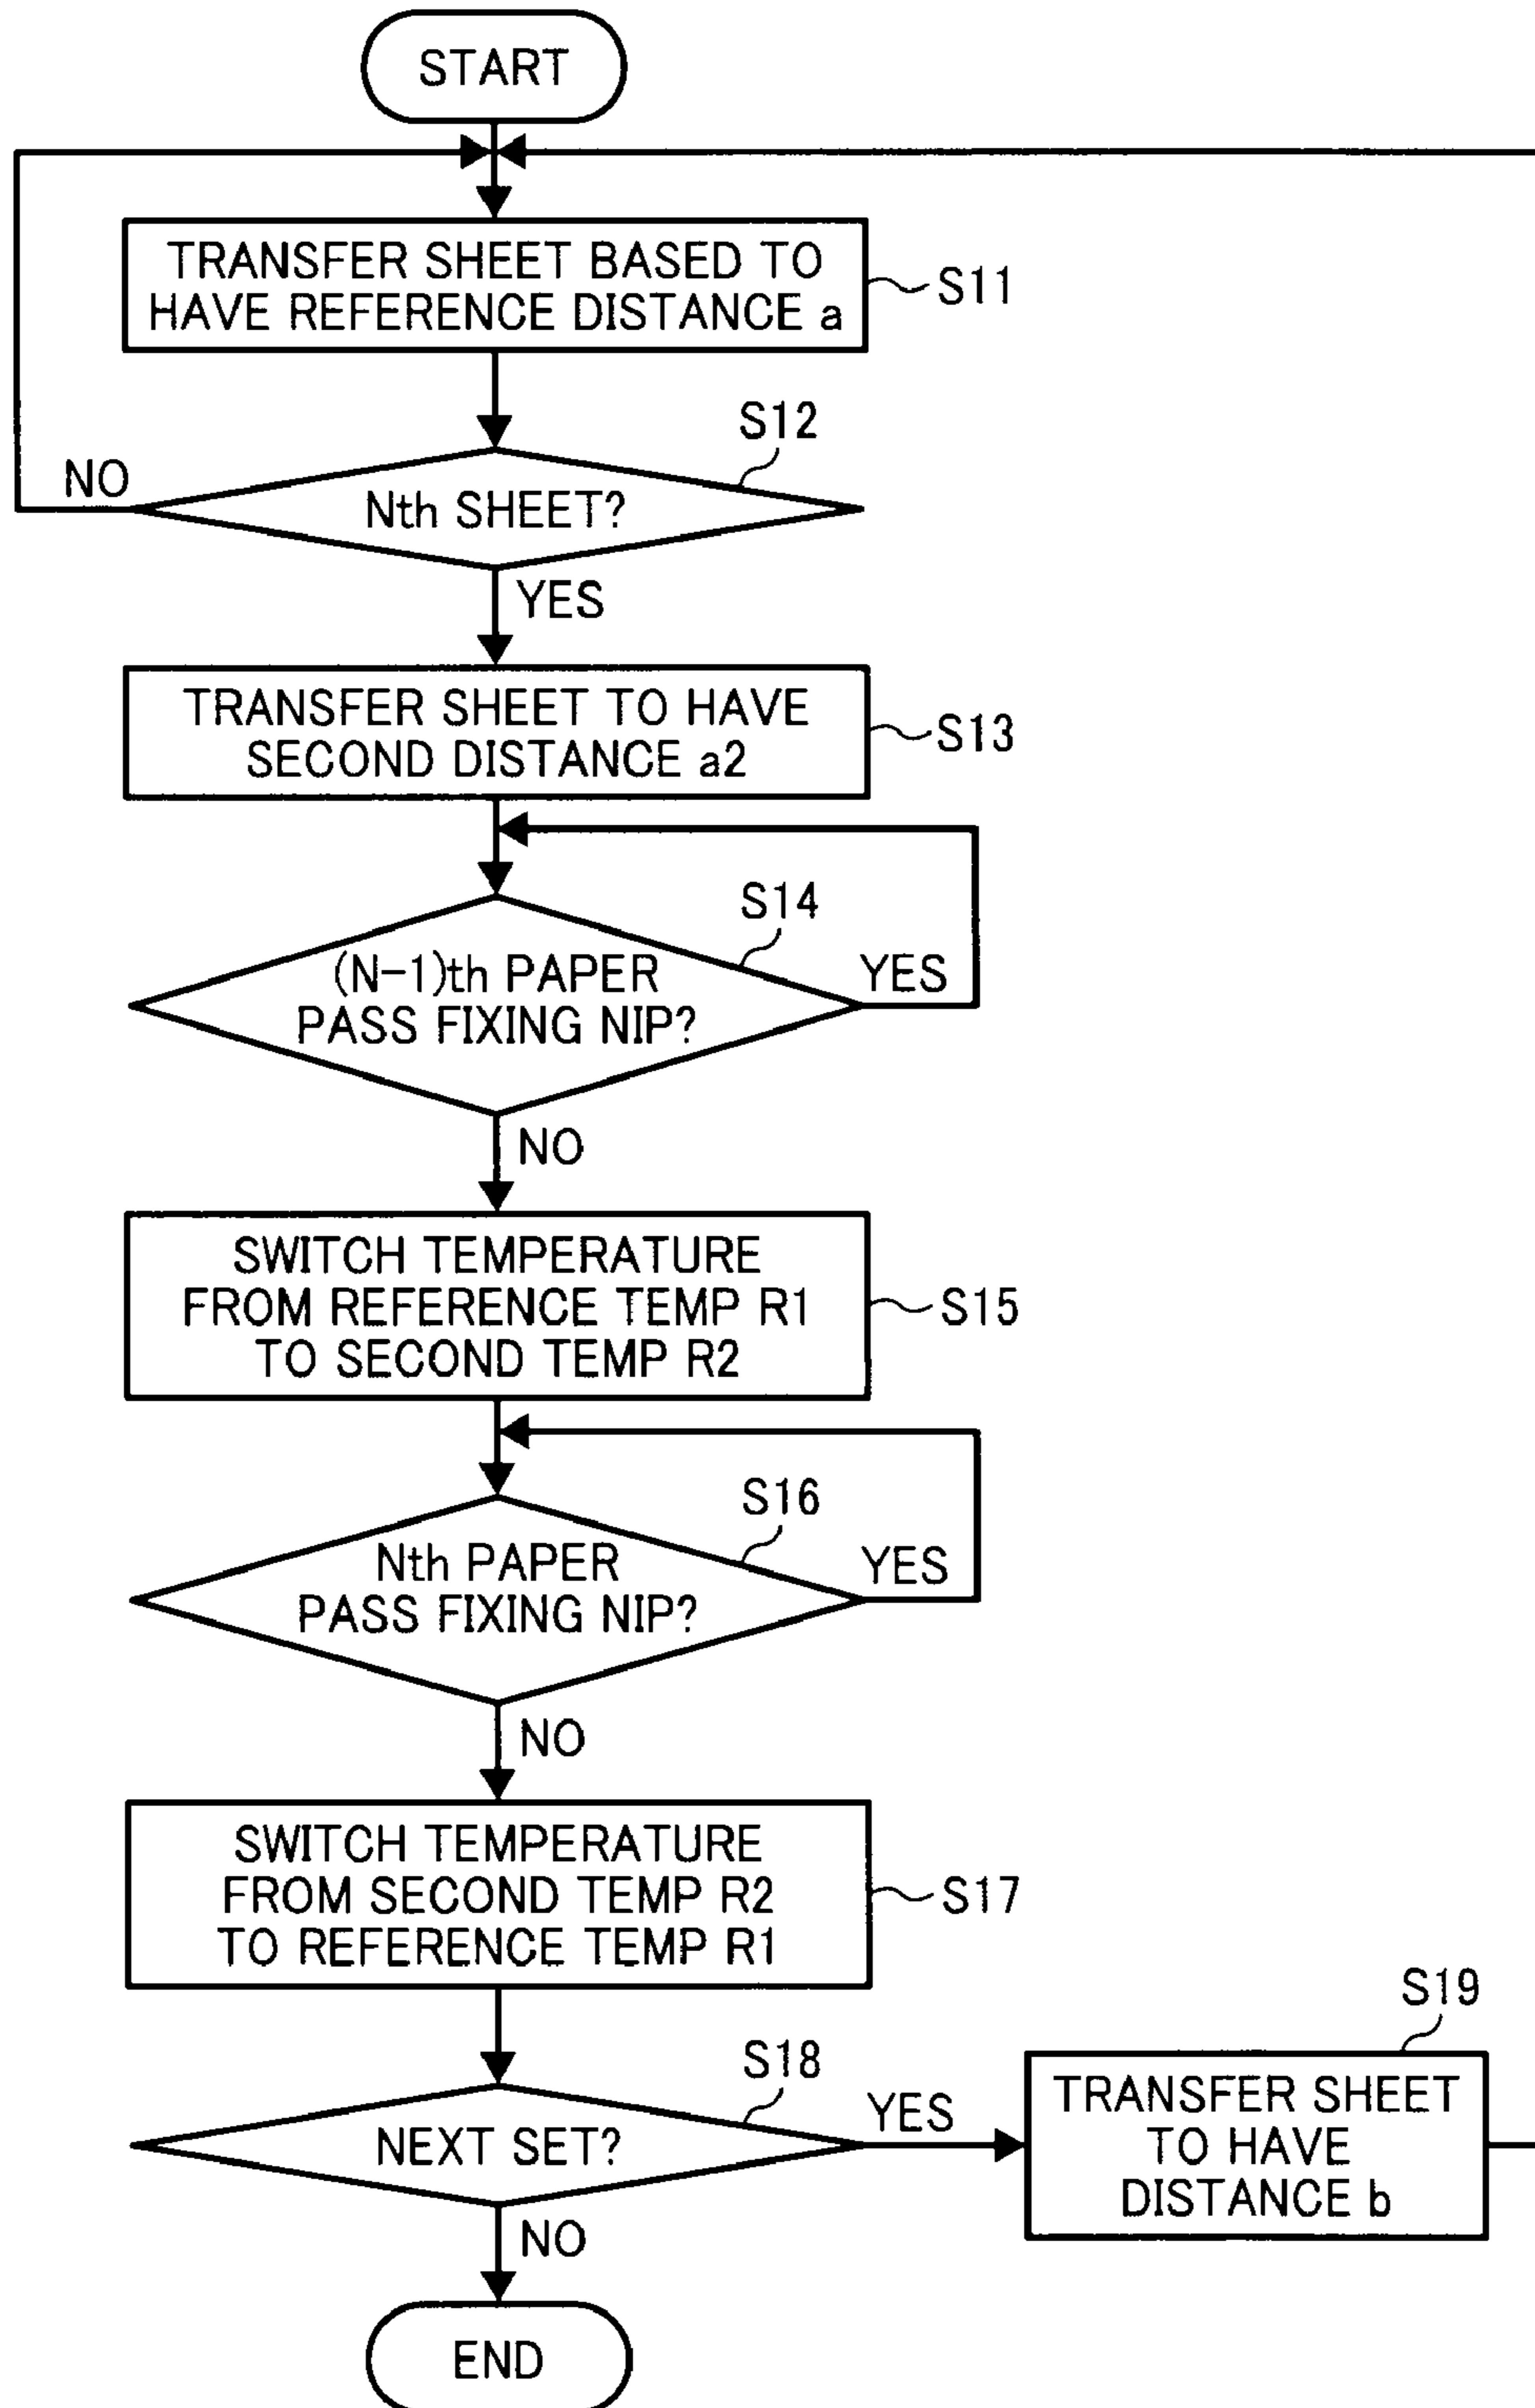 START
TRANSFER SHEET BASED TO
HAVE REFERENCE DISTANCE a
S11
S12
NO
Nth SHEET?
YES
TRANSFER SHEET TO HAVE
SECOND DISTANCE a2
S13
S14
(N-1)th PAPER
PASS FIXING NIP?
YES
NO
SWITCH TEMPERATURE
FROM REFERENCE TEMP R1
TO SECOND TEMP R2
S15
S16
Nth PAPER
PASS FIXING NIP?
YES
NO
SWITCH TEMPERATURE
FROM SECOND TEMP R2
TO REFERENCE TEMP R1
S17
S18
NEXT SET?
YES
S19
TRANSFER SHEET
TO HAVE
DISTANCE b
NO
END